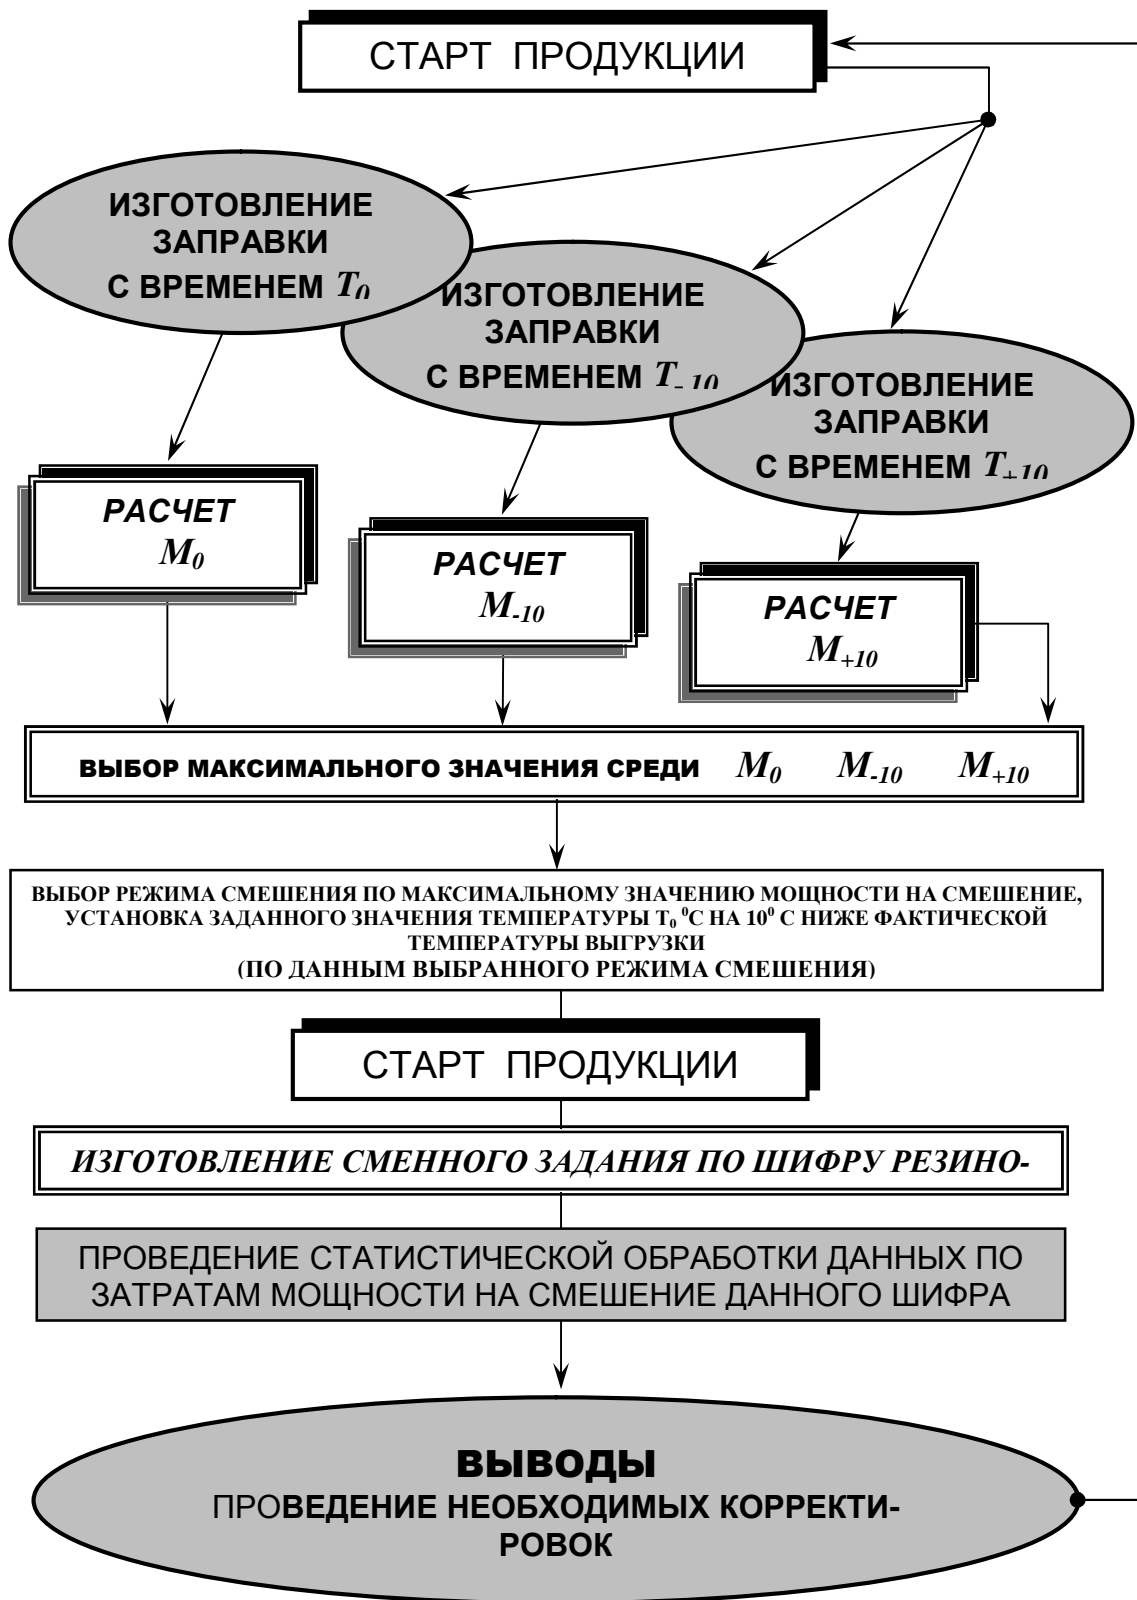 СТАРТ ПРОДУКЦИИ
ИЗГОТОВЛЕНИЕ
ЗАПРАВКИ
С ВРЕМЕНЕМ T₀
ИЗГОТОВЛЕНИЕ
ЗАПРАВКИ
С ВРЕМЕНЕМ T₋₁₀
ИЗГОТОВЛЕНИЕ
ЗАПРАВКИ
С ВРЕМЕНЕМ T₊₁₀
РАСЧЕТ
M₀
РАСЧЕТ
M₋₁₀
РАСЧЕТ
M₊₁₀
ВЫБОР МАКСИМАЛЬНОГО ЗНАЧЕНИЯ СРЕДИ M₀ M₋₁₀ M₊₁₀
ВЫБОР РЕЖИМА СМЕШЕНИЯ ПО МАКСИМАЛЬНОМУ ЗНАЧЕНИЮ МОЩНОСТИ НА СМЕШЕНИЕ,
УСТАНОВКА ЗАДАННОГО ЗНАЧЕНИЯ ТЕМПЕРАТУРЫ T₀ ⁰С НА 10⁰ С НИЖЕ ФАКТИЧЕСКОЙ
ТЕМПЕРАТУРЫ ВЫГРУЗКИ
(ПО ДАННЫМ ВЫБРАННОГО РЕЖИМА СМЕШЕНИЯ)
СТАРТ ПРОДУКЦИИ
ИЗГОТОВЛЕНИЕ СМЕННОГО ЗАДАНИЯ ПО ШИФРУ РЕЗИНО-
ПРОВЕДЕНИЕ СТАТИСТИЧЕСКОЙ ОБРАБОТКИ ДАННЫХ ПО
ЗАТРАТАМ МОЩНОСТИ НА СМЕШЕНИЕ ДАННОГО ШИФРА
ВЫВОДЫ
ПРОВЕДЕНИЕ НЕОБХОДИМЫХ КОРРЕКТИ-
РОВОК